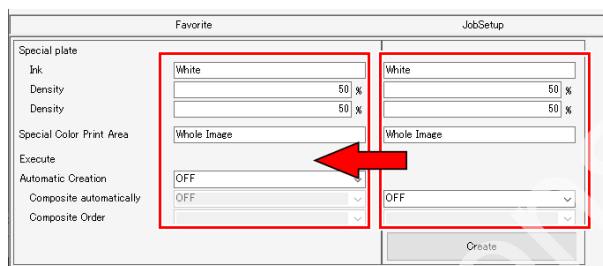 Favorite JobSetup
Special plate
Ink White White
Density 50 % 50 %
Density 50 % 50 %
Special Color Print Area Whole Image Whole Image
Execute
Automatic Creation OFF
Composite automatically OFF OFF
Composite Order
Create